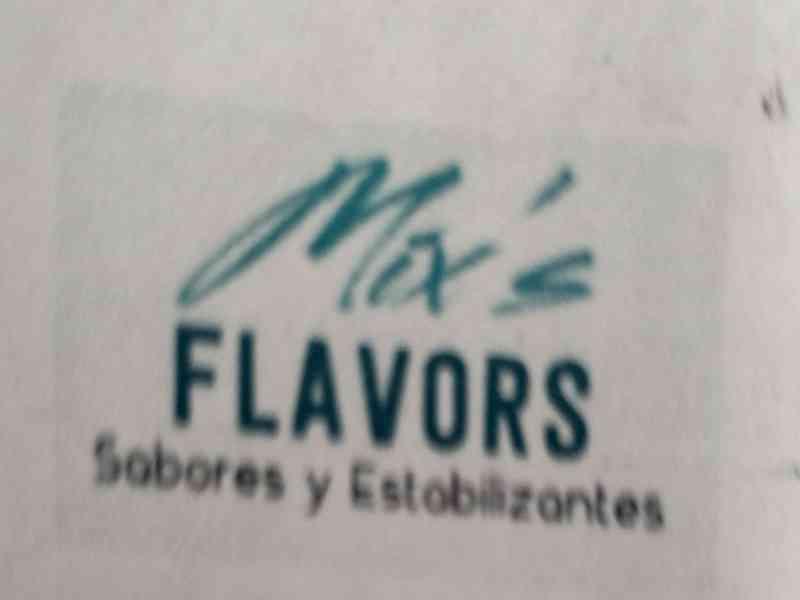 Mix's
FLAVORS
Sabores y Estabilizantes